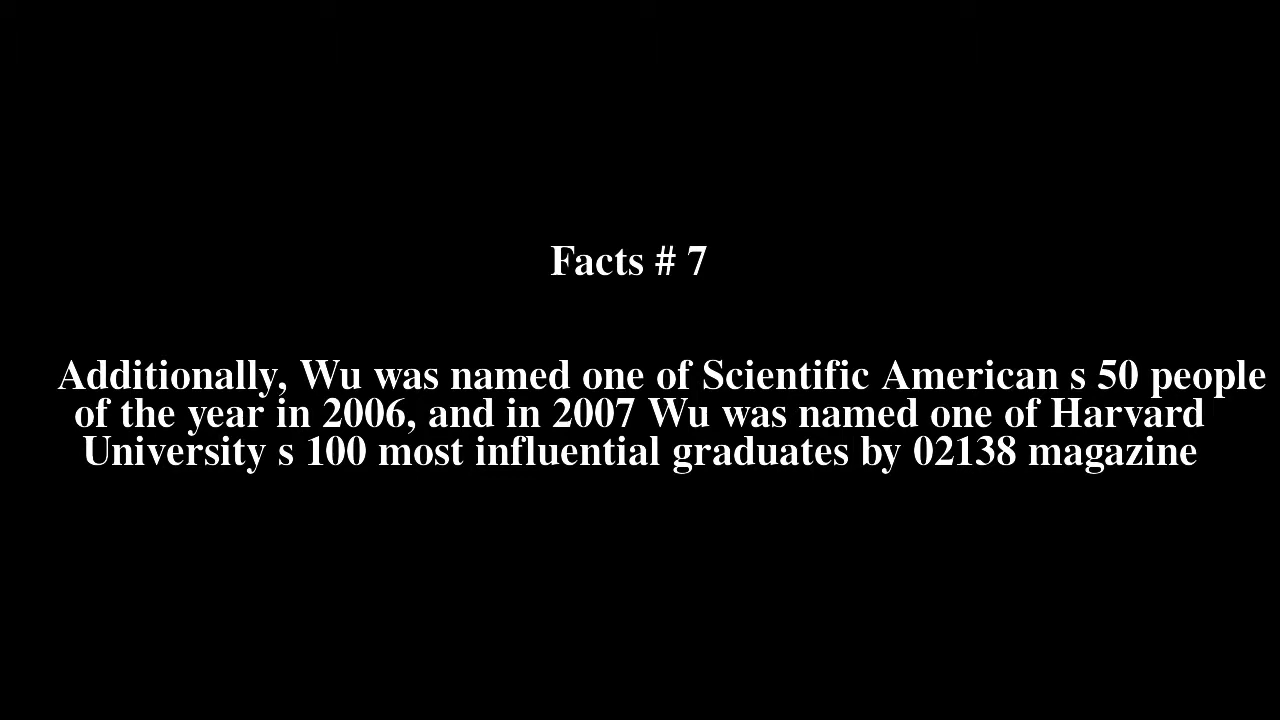 Facts # 7
Additionally, Wu was named one of Scientific American s 50 people
of the year in 2006, and in 2007 Wu was named one of Harvard
University s 100 most influential graduates by 02138 magazine